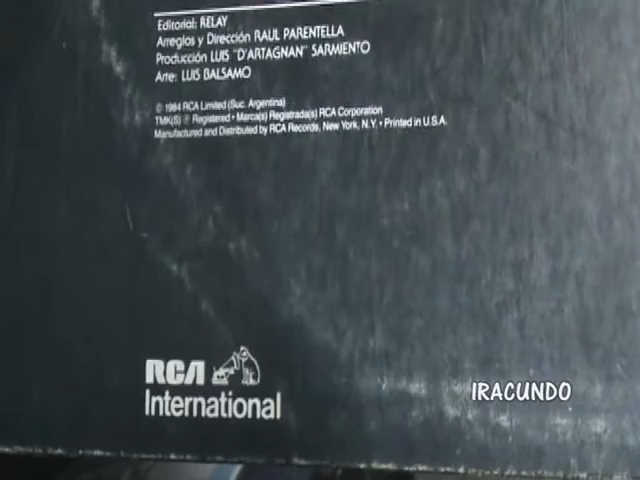 Editorial: RELAY
Arreglos y Dirección RAUL PARENTELLA
Producción LUIS "D'ARTAGNAN" SARMIENTO
Arte: LUIS BALSAMO
© 1984 RCA Limited (Suc. Argentina)
TMK(S) ® Registered • Marca(s) Registrada(s) RCA Corporation
Manufactured and Distributed by RCA Records, New York, N.Y. • Printed in U.S.A.
RCA
International
IRACUNDO